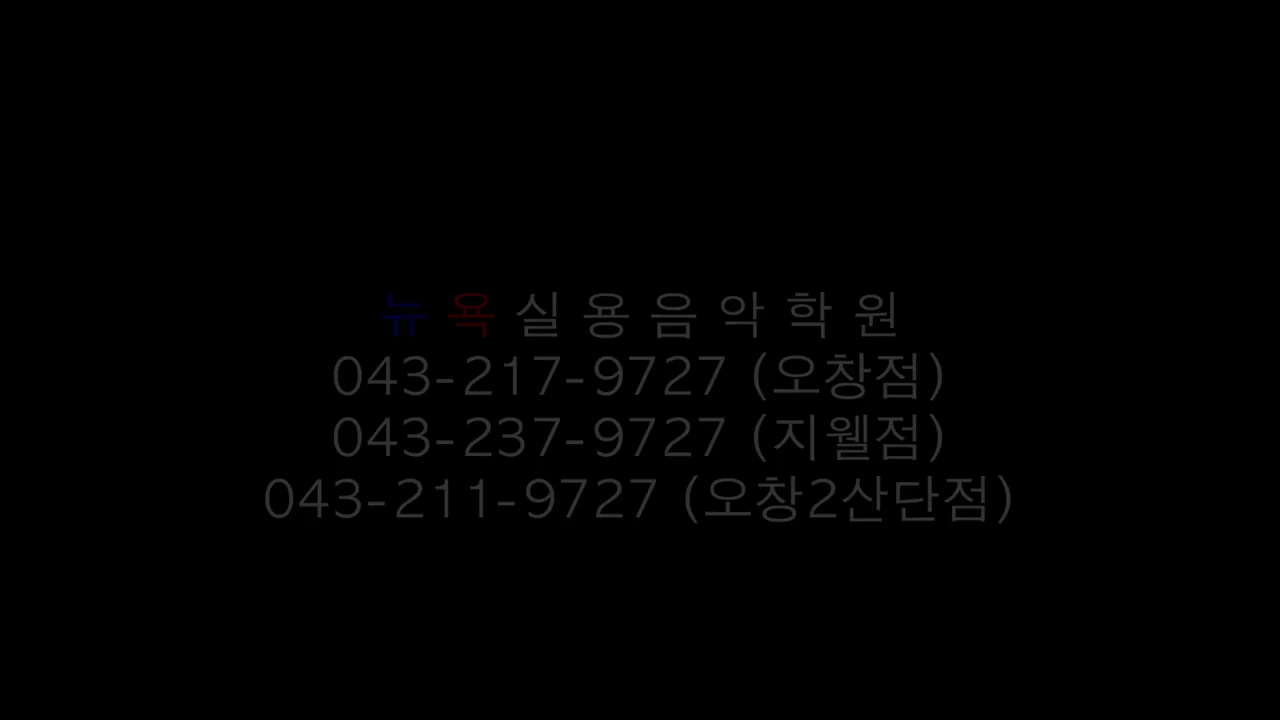 뉴 욕 실 용 음 악 학 원
043-217-9727 (오창점)
043-237-9727 (지웰점)
043-211-9727 (오창2산단점)